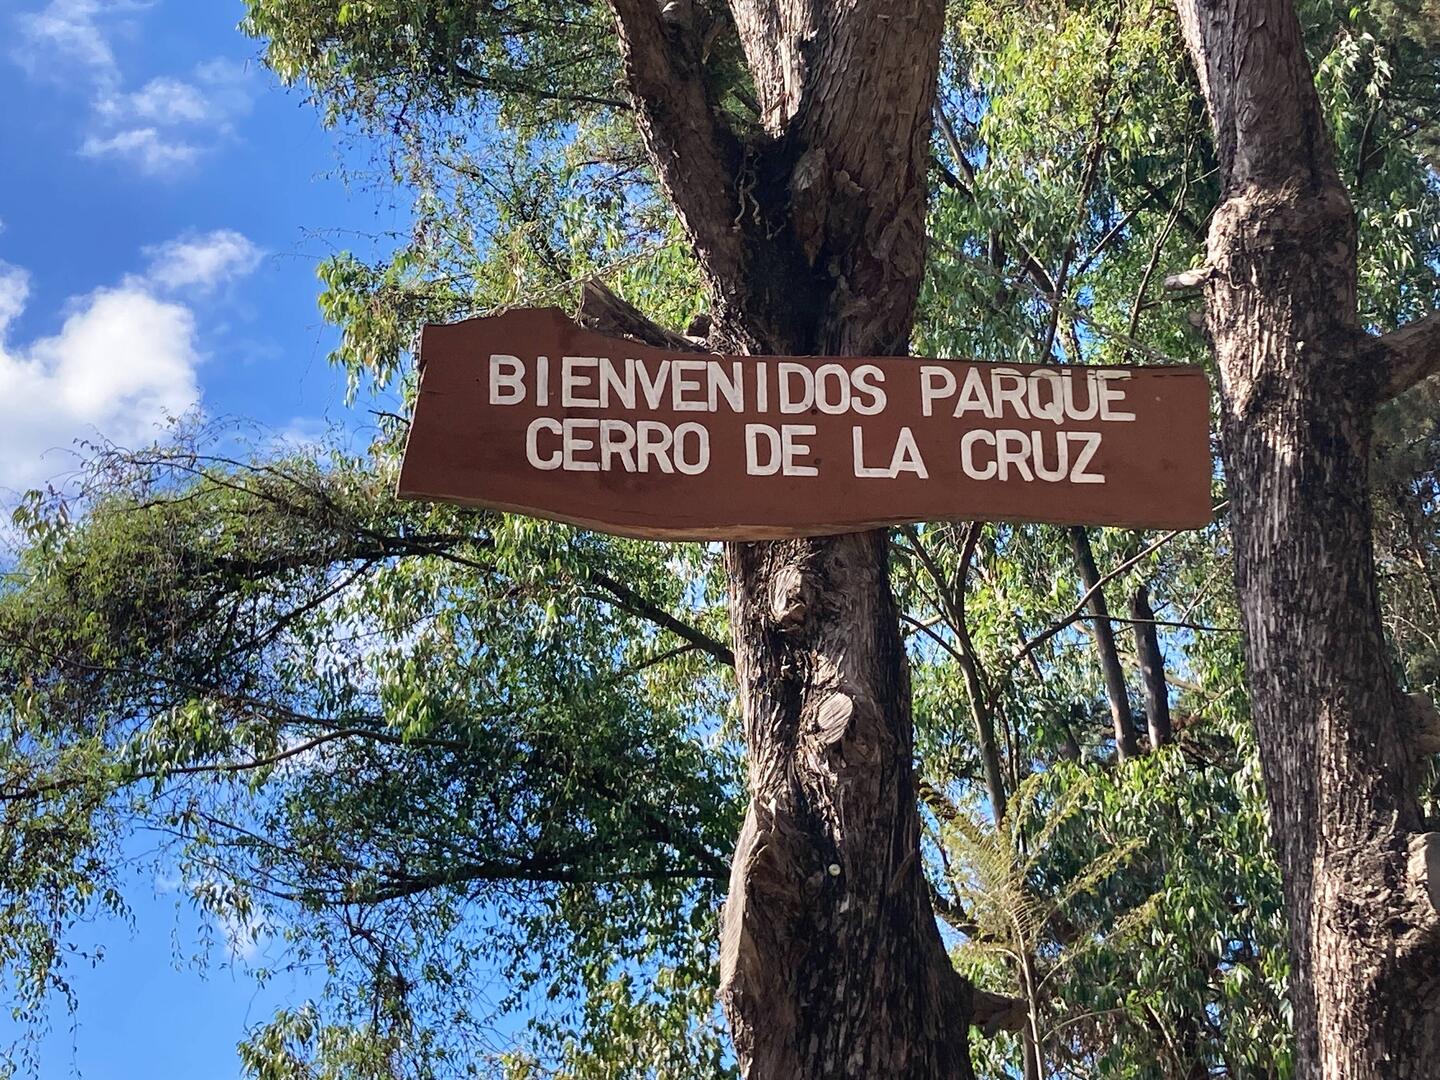 BIENVENIDOS PARQUE
CERRO DE LA CRUZ